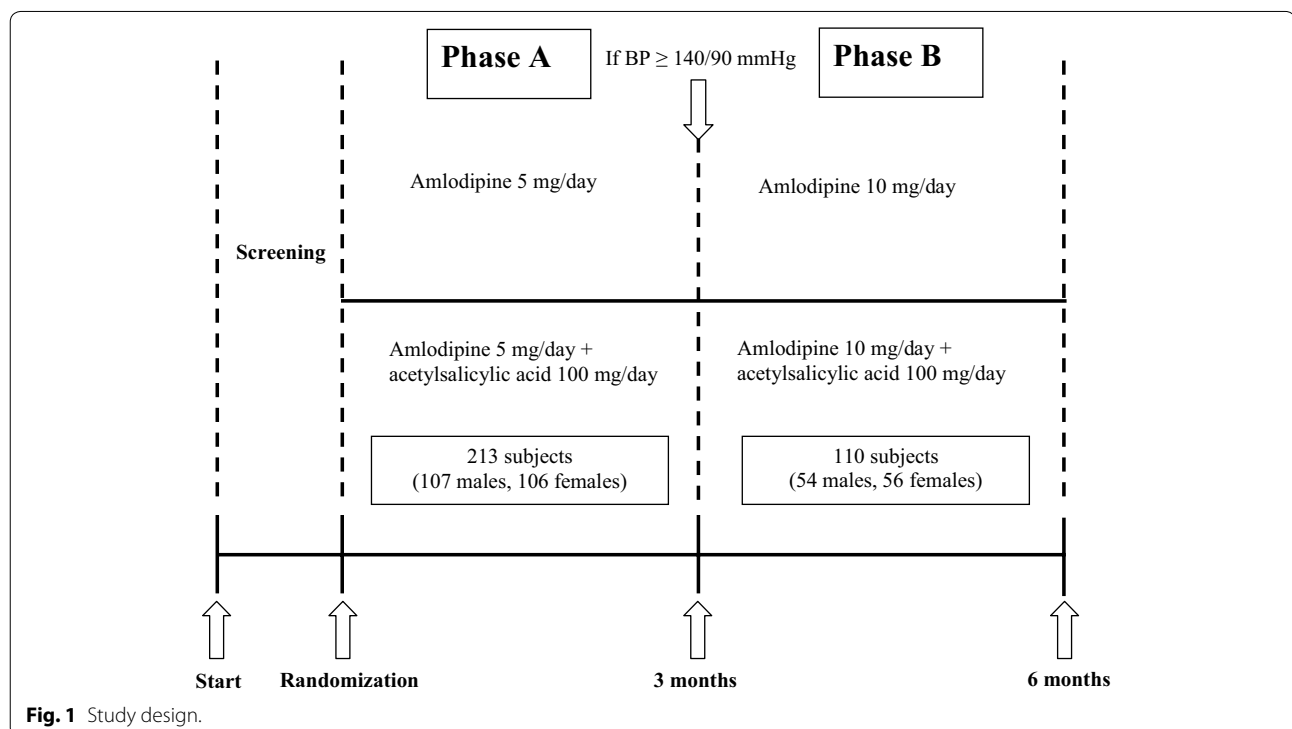 Phase A
If BP ≥ 140/90 mmHg
Phase B
Amlodipine 5 mg/day
Amlodipine 10 mg/day
Screening
Amlodipine 5 mg/day +
acetylsalicylic acid 100 mg/day
Amlodipine 10 mg/day +
acetylsalicylic acid 100 mg/day
213 subjects
(107 males, 106 females)
110 subjects
(54 males, 56 females)
Start
Randomization
3 months
6 months
Fig. 1 Study design.